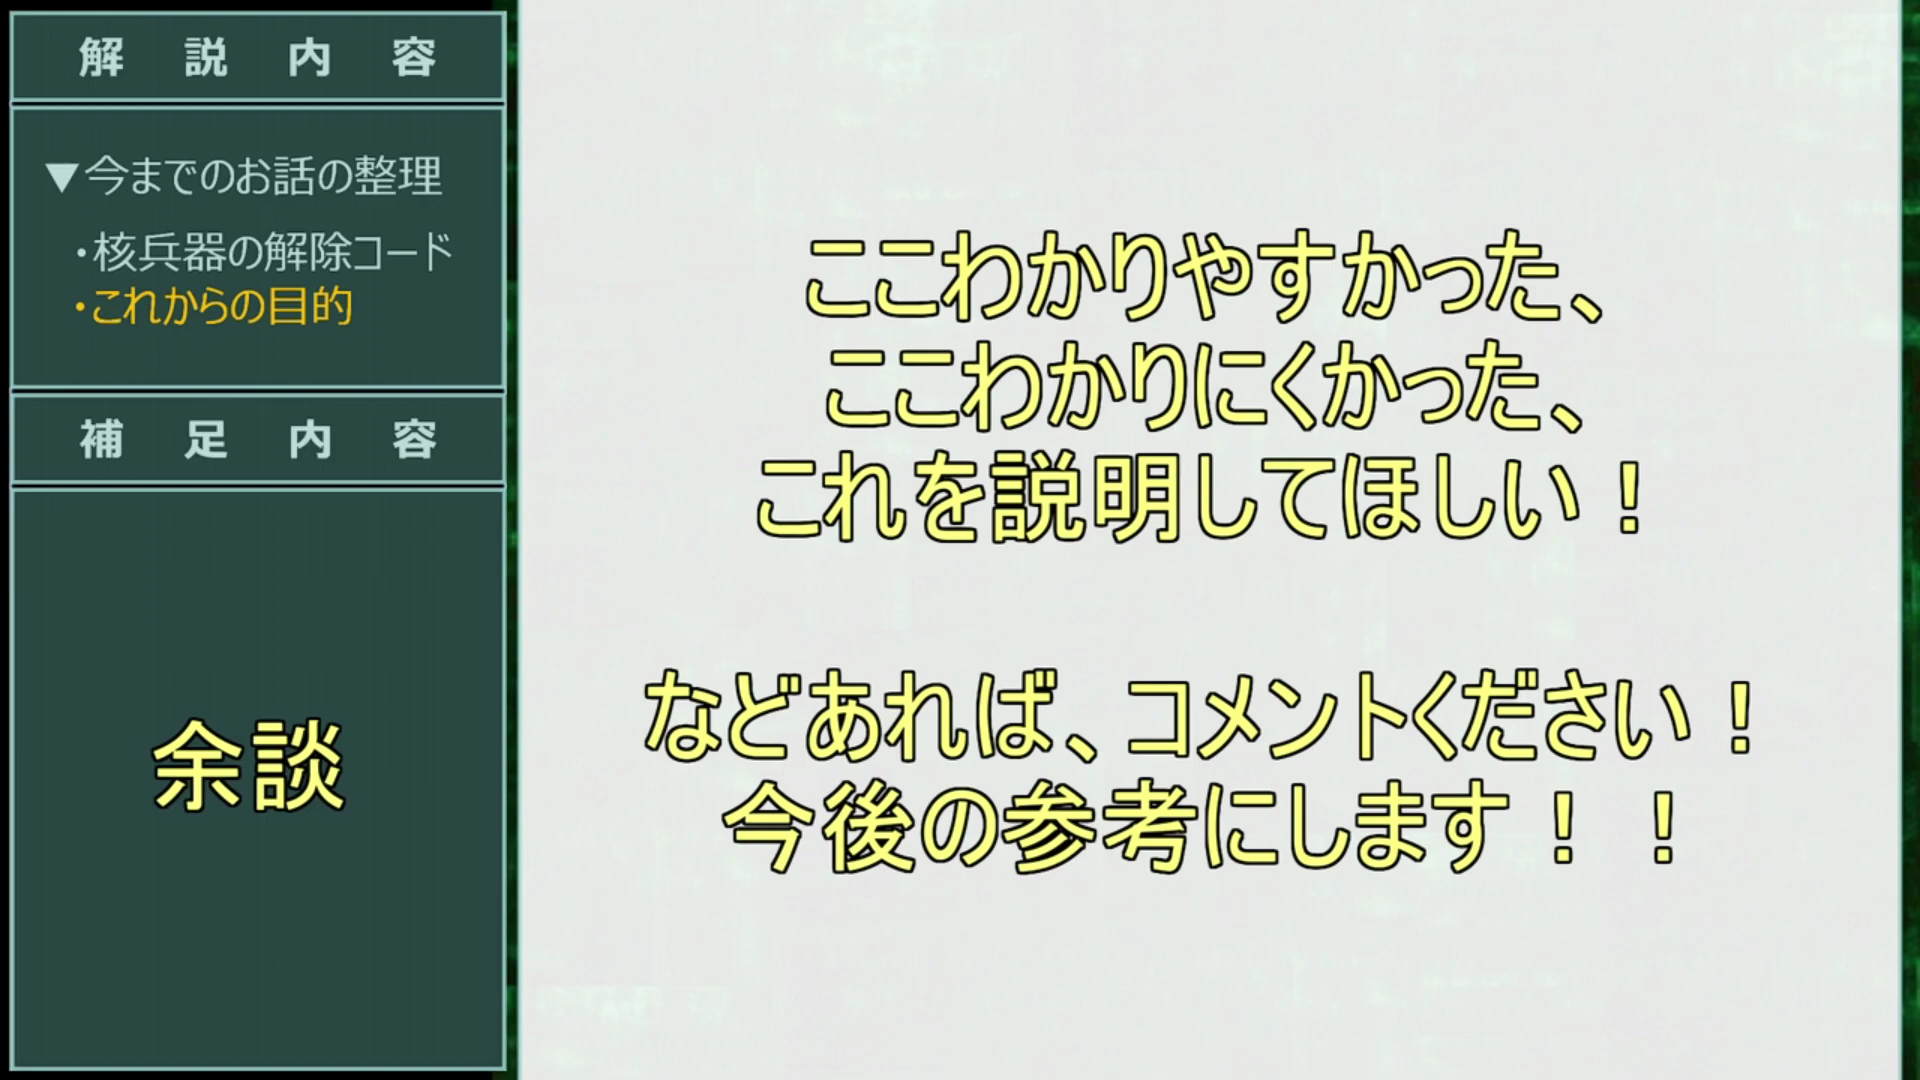 解説内容
▼今までのお話の整理
・核兵器の解除コード
・これからの目的
補足内容
余談
ここわかりやすかった、
ここわかりにくかった、
これを説明してほしい！
などあれば、コメントください！
今後の参考にします！！